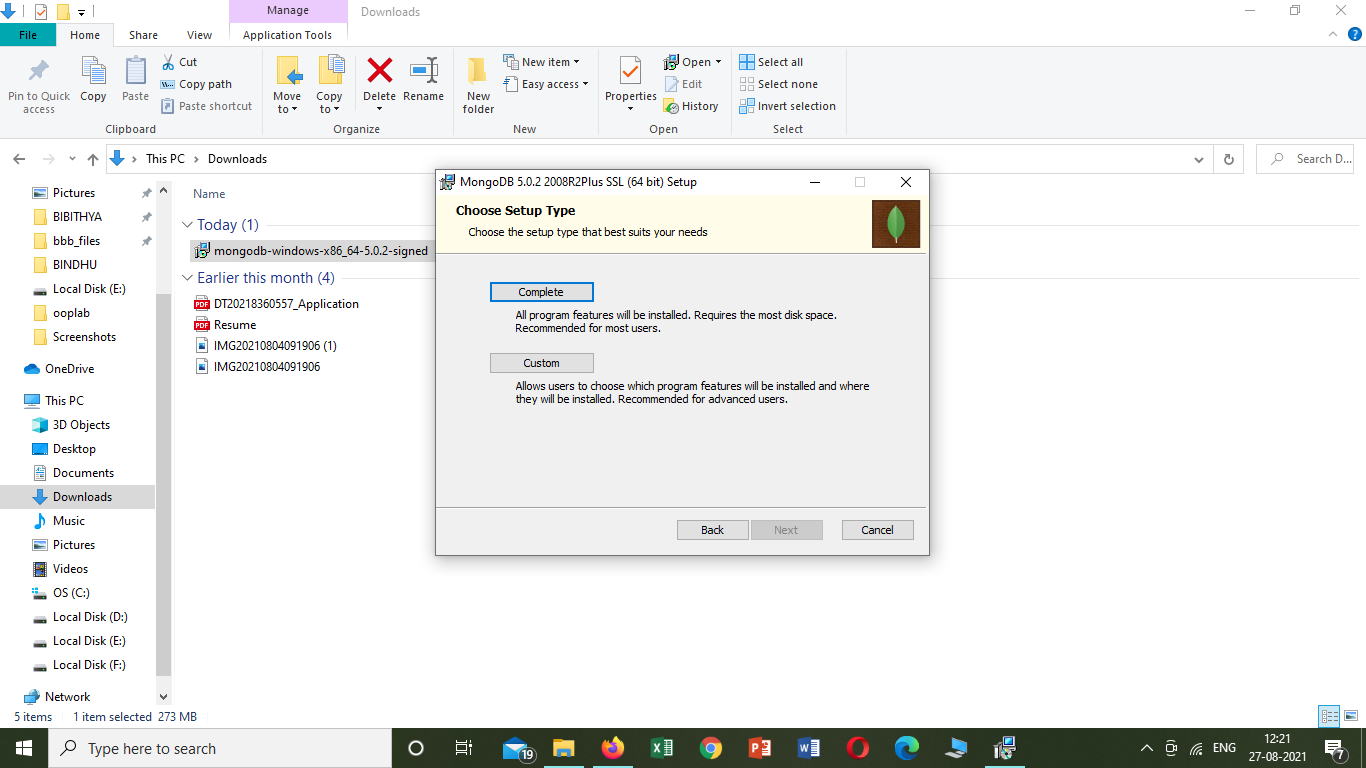 Manage
Downloads
File
Home
Share
View
Application Tools
Pin to Quick
access
Copy
Paste
Cut
Copy path
Paste shortcut
Move
to
Copy
to
Delete
Rename
New
folder
New item
Easy access
Properties
Open
Edit
History
Select all
Select none
Invert selection
Clipboard
Organize
New
Open
Select
This PC
Downloads
Search D...
Pictures
BIBITHYA
bbb_files
BINDHU
Local Disk (E:)
ooplab
Screenshots
OneDrive
This PC
3D Objects
Desktop
Documents
Downloads
Music
Pictures
Videos
OS (C:)
Local Disk (D:)
Local Disk (E:)
Local Disk (F:)
Network
Name
Today (1)
mongodb-windows-x86_64-5.0.2-signed
Earlier this month (4)
PDF DT20218360557_Application
PDF Resume
IMG20210804091906 (1)
IMG20210804091906
MongoDB 5.0.2 2008R2Plus SSL (64 bit) Setup
Choose Setup Type
Choose the setup type that best suits your needs
Complete
All program features will be installed. Requires the most disk space.
Recommended for most users.
Custom
Allows users to choose which program features will be installed and where
they will be installed. Recommended for advanced users.
Back
Next
Cancel
5 items
1 item selected 273 MB
Type here to search
19
ENG
12:21
27-08-2021
7